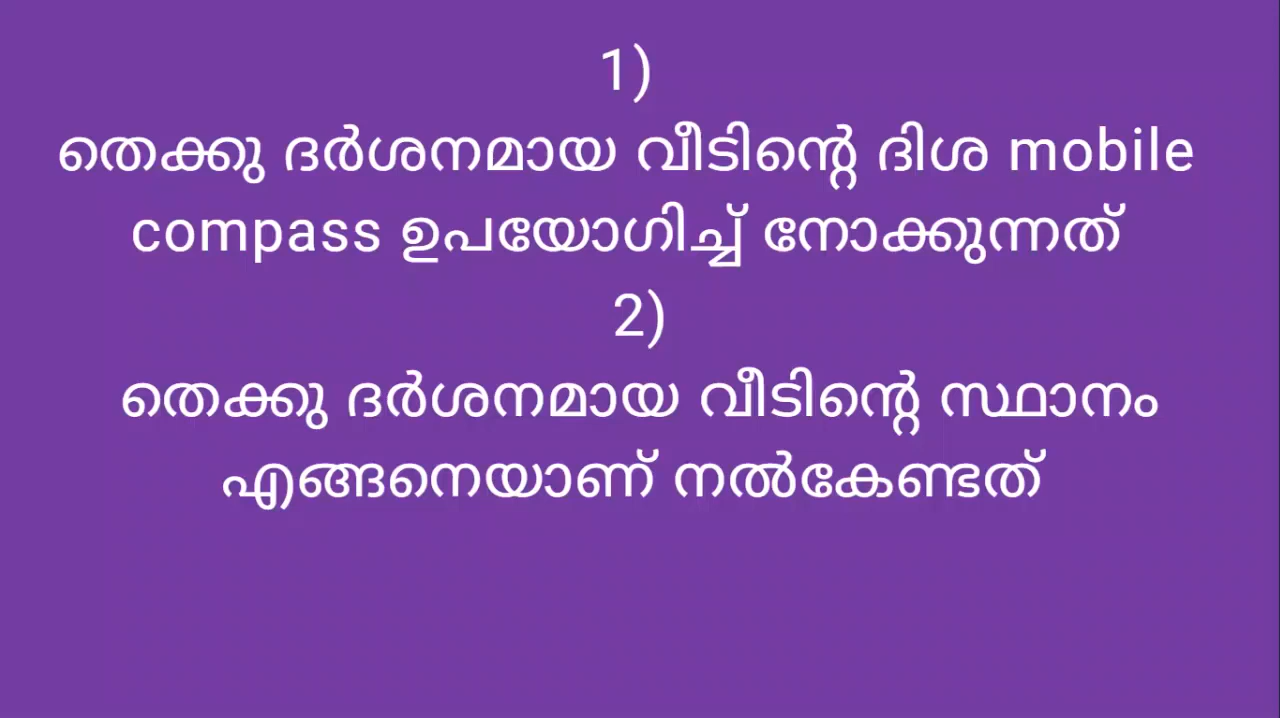 1)
തെക്കു ദർശനമായ വീടിന്റെ ദിശ mobile
compass ഉപയോഗിച്ച് നോക്കുന്നത്
2)
തെക്കു ദർശനമായ വീടിന്റെ സ്ഥാനം
എങ്ങനെയാണ് നൽകേണ്ടത്